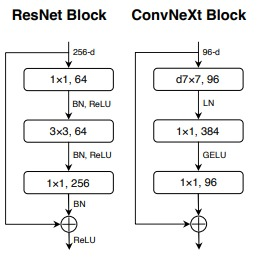 ResNet Block
256-d
1×1, 64
BN, ReLU
3×3, 64
BN, ReLU
1×1, 256
BN
ReLU
ConvNeXt Block
96-d
d7×7, 96
LN
1×1, 384
GELU
1×1, 96